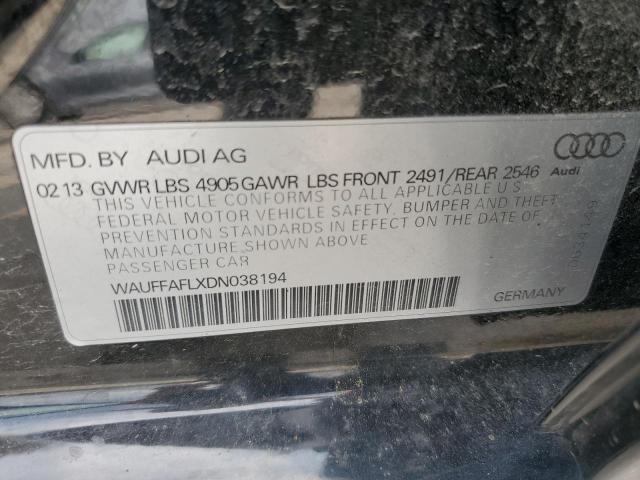 MFD. BY AUDI AG
Audi
02 13 GVWR LBS 4905 GAWR LBS FRONT 2491/REAR 2546
THIS VEHICLE CONFORMS TO ALL APPLICABLE U.S.
FEDERAL MOTOR VEHICLE SAFETY, BUMPER AND THEFT
PREVENTION STANDARDS IN EFFECT ON THE DATE OF
MANUFACTURE SHOWN ABOVE
PASSENGER CAR
WAUFFAFLXDN038194
GERMANY